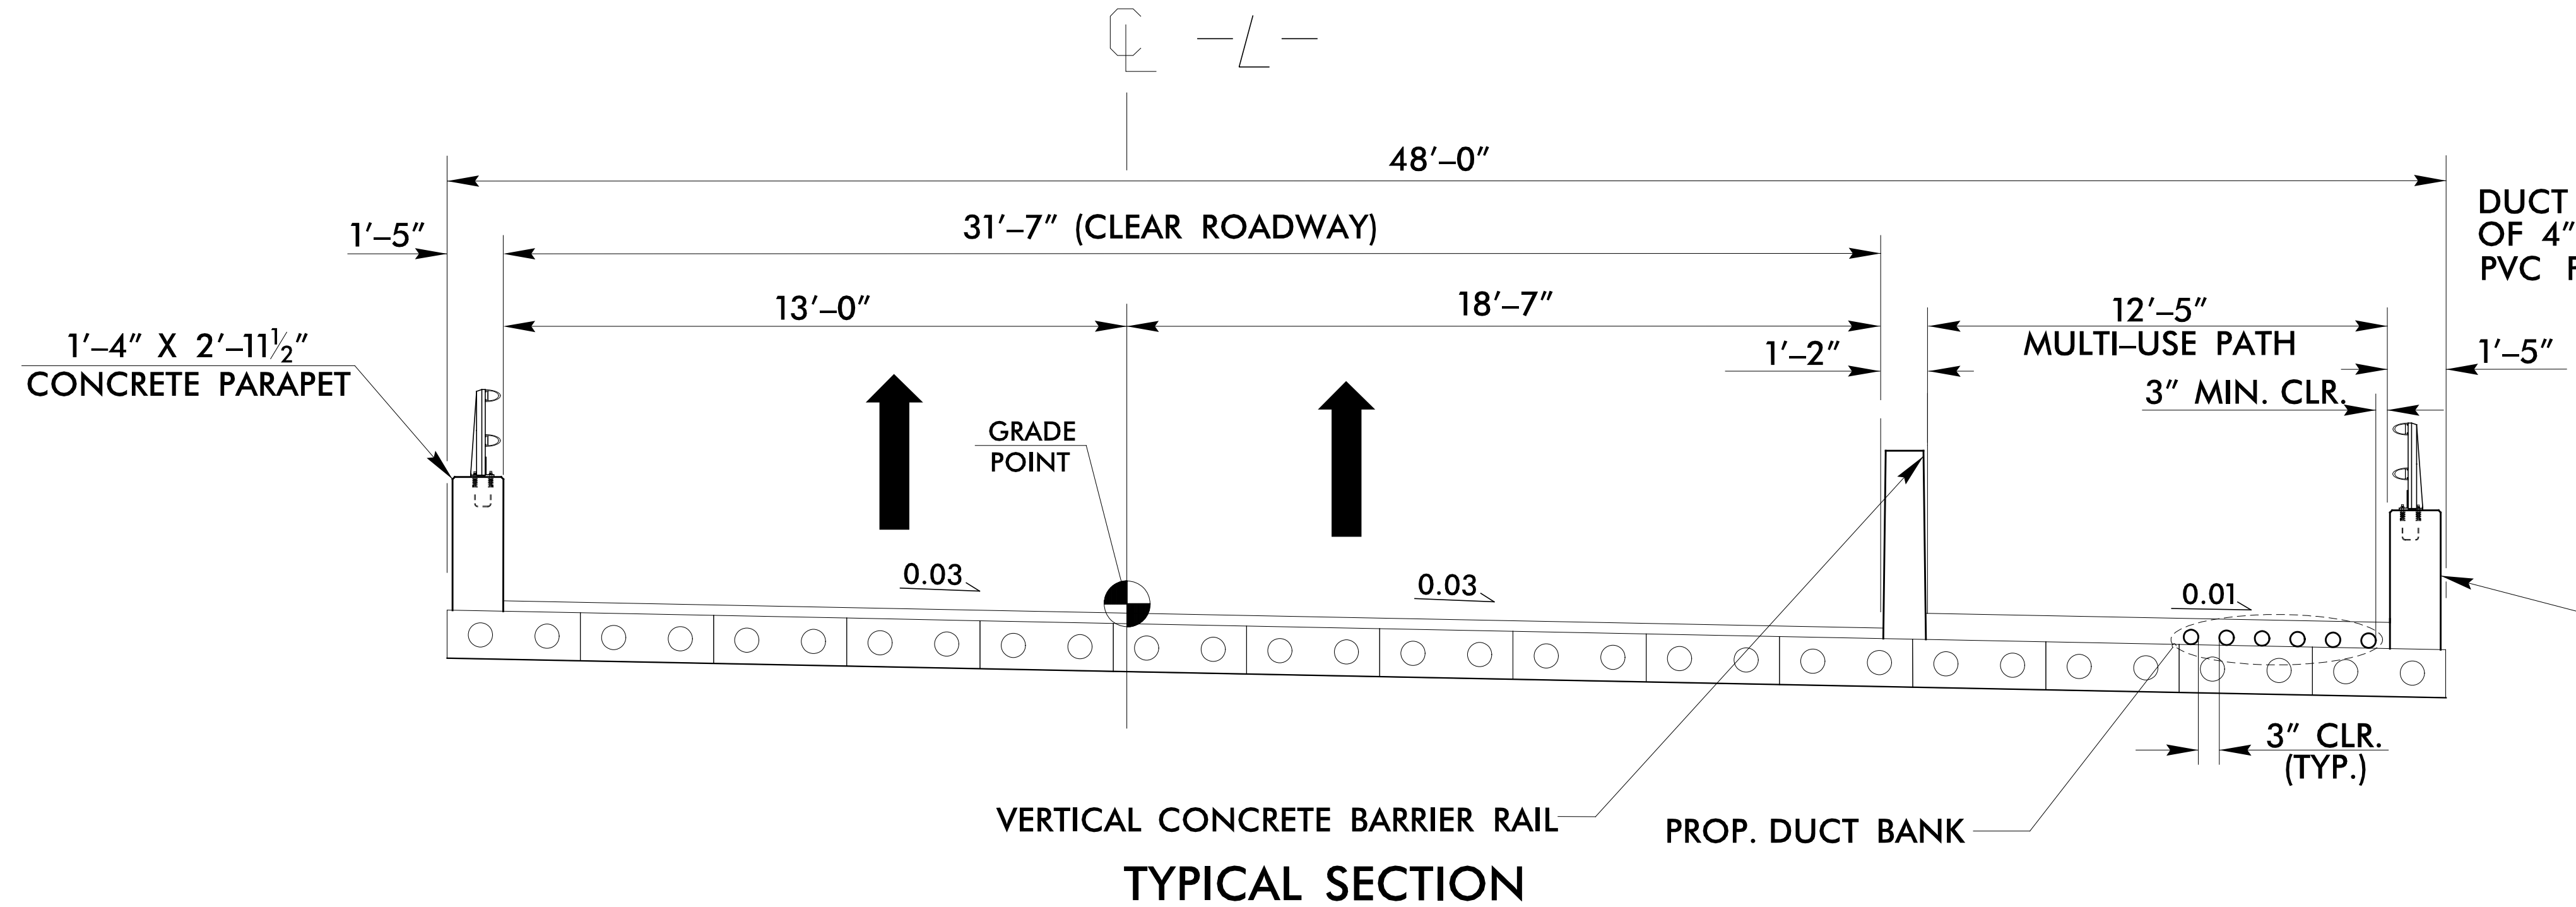 ℄ -L-
48'-0"
1'-5"
31'-7" (CLEAR ROADWAY)
DUCT
OF 4"
PVC
13'-0"
18'-7"
12'-5"
MULTI-USE PATH
1'-4" X 2'-11½"
CONCRETE PARAPET
1'-2"
1'-5"
3" MIN. CLR.
GRADE
POINT
0.03
0.03
0.01
3" CLR.
(TYP.)
VERTICAL CONCRETE BARRIER RAIL
PROP. DUCT BANK
TYPICAL SECTION